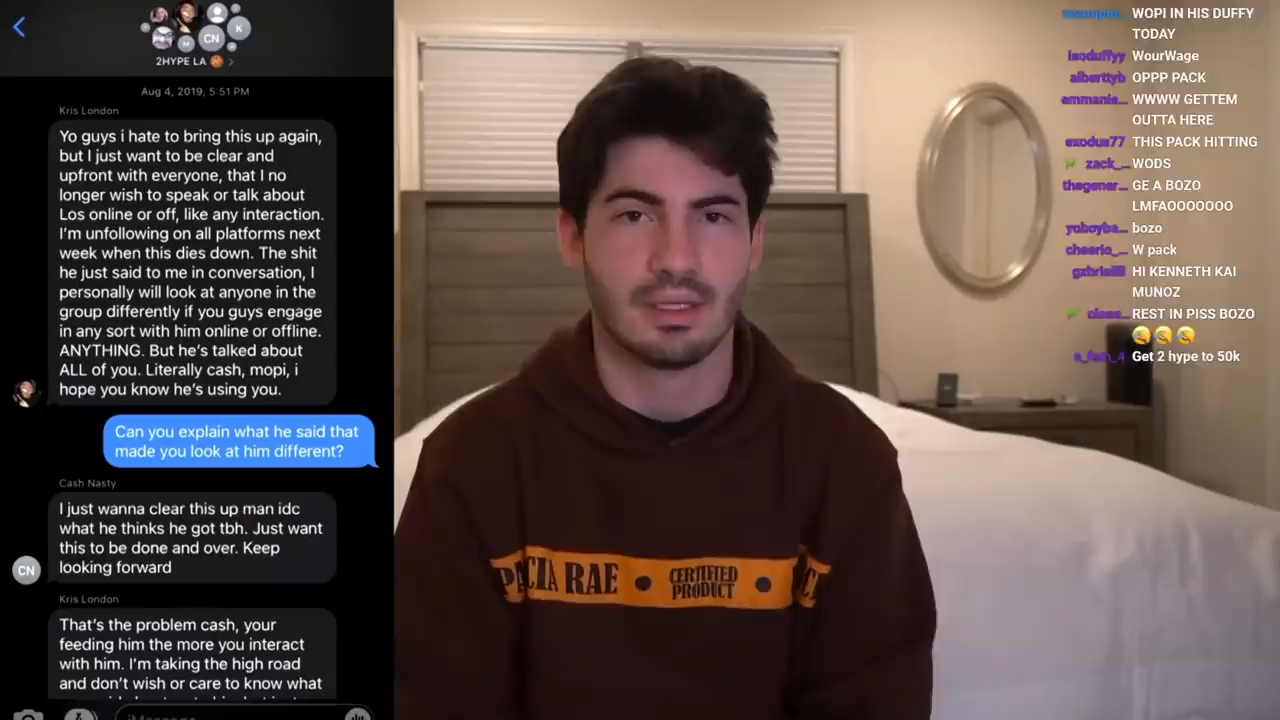 2HYPE LA
Aug 4, 2019, 5:51 PM
Kris London
Yo guys i hate to bring this up again,
but I just want to be clear and
upfront with everyone, that I no
longer wish to speak or talk about
Los online or off, like any interaction.
I'm unfollowing on all platforms next
week when this dies down. The shit
he just said to me in conversation, I
personally will look at anyone in the
group differently if you guys engage
in any sort with him online or offline.
ANYTHING. But he's talked about
ALL of you. Literally cash, mopi, i
hope you know he's using you.
Can you explain what he said that
made you look at him different?
Cash Nasty
I just wanna clear this up man idc
what he thinks he got tbh. Just want
this to be done and over. Keep
looking forward
CN
Kris London
That's the problem cash, your
feeding him the more you interact
with him. I'm taking the high road
and don't wish or care to know what
iMessage
CN
K
M
RAE
CERTIFIED
PRODUCT
WOPI IN HIS DUFFY
TODAY
WourWage
albertyb OPPP PACK
WWWW GETTEM
OUTTA HERE
exodus77 THIS PACK HITTING
zack_... WODS
thegener... GE A BOZO
LMFAOOOOOOO
yoboyba... bozo
cheerio_... W pack
HI KENNETH KAI
MUNOZ
REST IN PISS BOZO
Get 2 hype to 50k